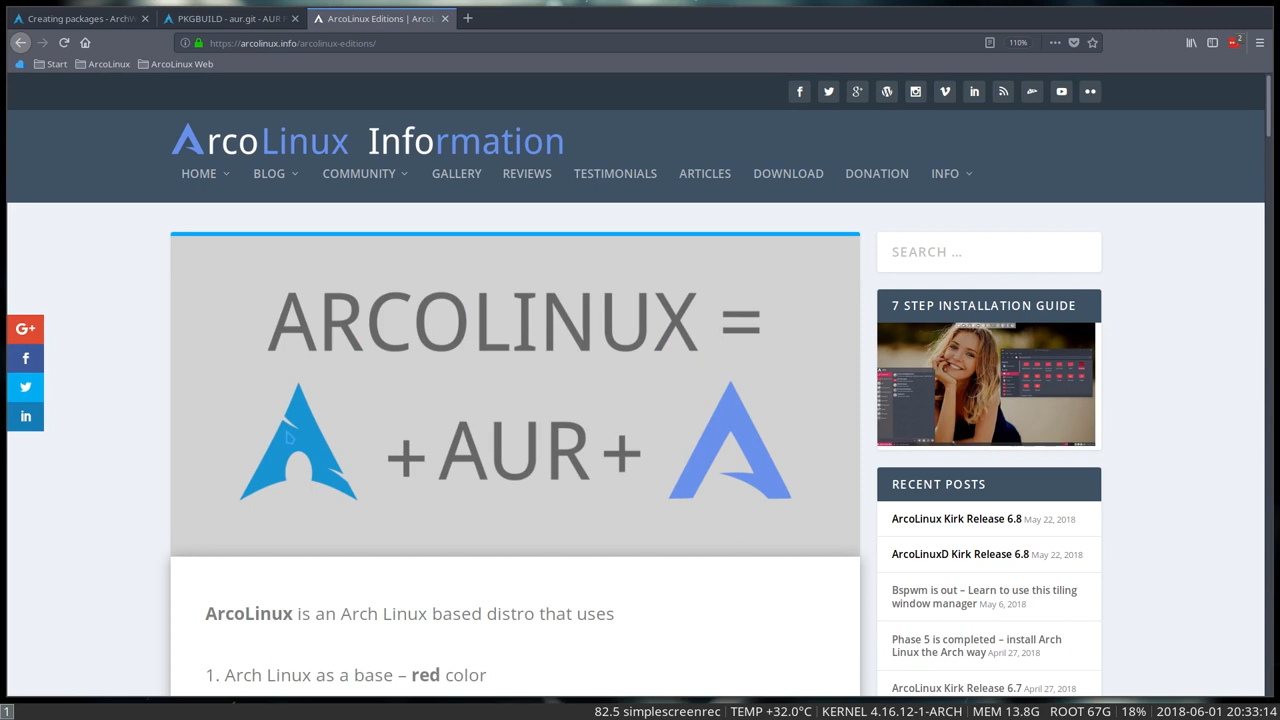 Creating packages - ArchW
PKGBUILD - aur.git - AUR P
ArcoLinux Editions | ArcoL
https://arcolinux.info/arcolinux-editions/
110%
2
Start
ArcoLinux
ArcoLinux Web
ArcoLinux Information
HOME
BLOG
COMMUNITY
GALLERY
REVIEWS
TESTIMONIALS
ARTICLES
DOWNLOAD
DONATION
INFO
ARCOLINUX =
+ AUR +
ArcoLinux is an Arch Linux based distro that uses
1. Arch Linux as a base – red color
SEARCH …
7 STEP INSTALLATION GUIDE
RECENT POSTS
ArcoLinux Kirk Release 6.8 May 22, 2018
ArcoLinuxD Kirk Release 6.8 May 22, 2018
Bspwm is out – Learn to use this tiling
window manager May 6, 2018
Phase 5 is completed – install Arch
Linux the Arch way April 27, 2018
ArcoLinux Kirk Release 6.7 April 27, 2018
G+
f
in
1
82.5 simplescreenrec | TEMP +32.0°C | KERNEL 4.16.12-1-ARCH | MEM 13.8G | ROOT 67G | 18% | 2018-06-01 20:33:14